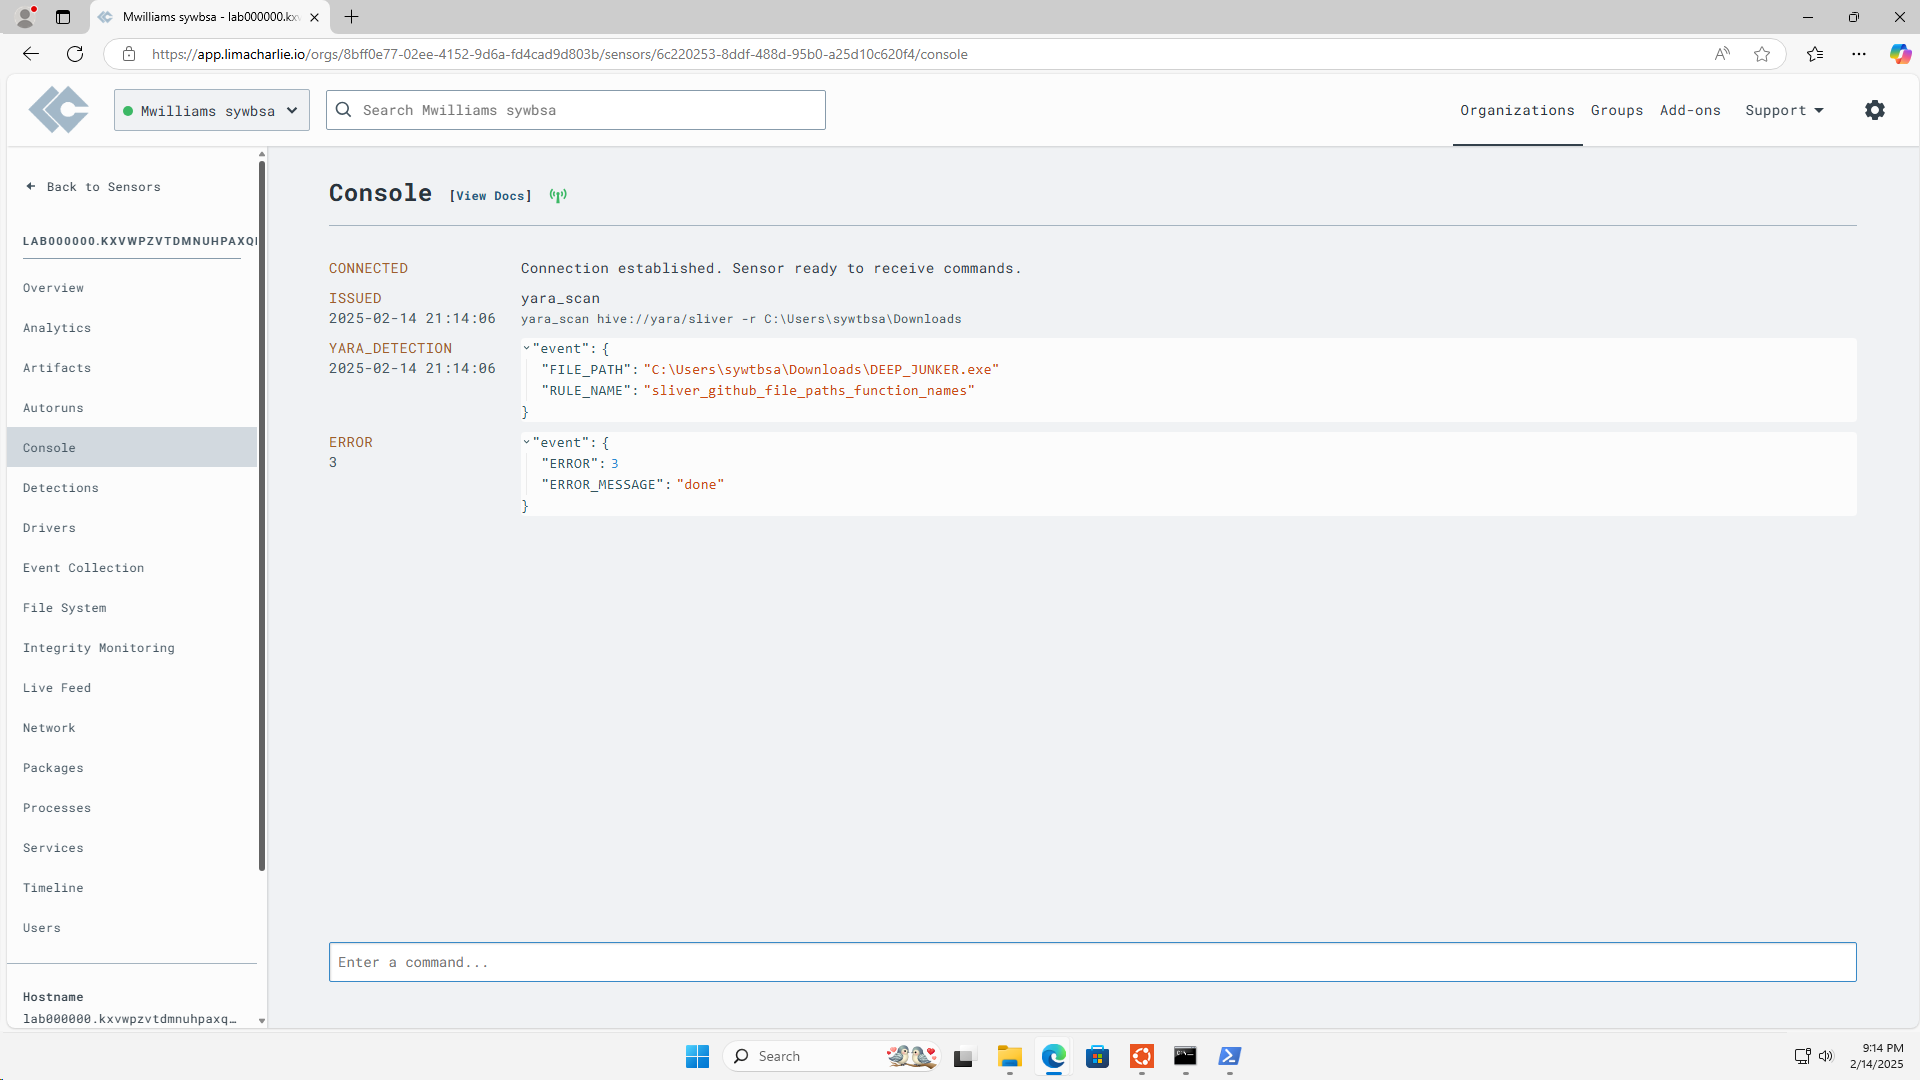 Mwilliams sywbsa - lab000000.kxv
https://app.limacharlie.io/orgs/8bff0e77-02ee-4152-9d6a-fd4cad9d803b/sensors/6c220253-8ddf-488d-95b0-a25d10c620f4/console
Mwilliams sywbsa
Search Mwilliams sywbsa
Organizations
Groups
Add-ons
Support
Back to Sensors
LAB000000.KXVWPZVTDMNUHPAXQ
Overview
Analytics
Artifacts
Autoruns
Console
Detections
Drivers
Event Collection
File System
Integrity Monitoring
Live Feed
Network
Packages
Processes
Services
Timeline
Users
Hostname
lab000000.kxvwpzvtdmnuhpaxq…
Console [View Docs]
CONNECTED
Connection established. Sensor ready to receive commands.
ISSUED
2025-02-14 21:14:06
yara_scan
yara_scan hive://yara/sliver -r C:\Users\sywtbsa\Downloads
YARA_DETECTION
2025-02-14 21:14:06
"event": {
"FILE_PATH": "C:\Users\sywtbsa\Downloads\DEEP_JUNKER.exe"
"RULE_NAME": "sliver_github_file_paths_function_names"
}
ERROR
3
"event": {
"ERROR": 3
"ERROR_MESSAGE": "done"
}
Enter a command...
Search
9:14 PM
2/14/2025